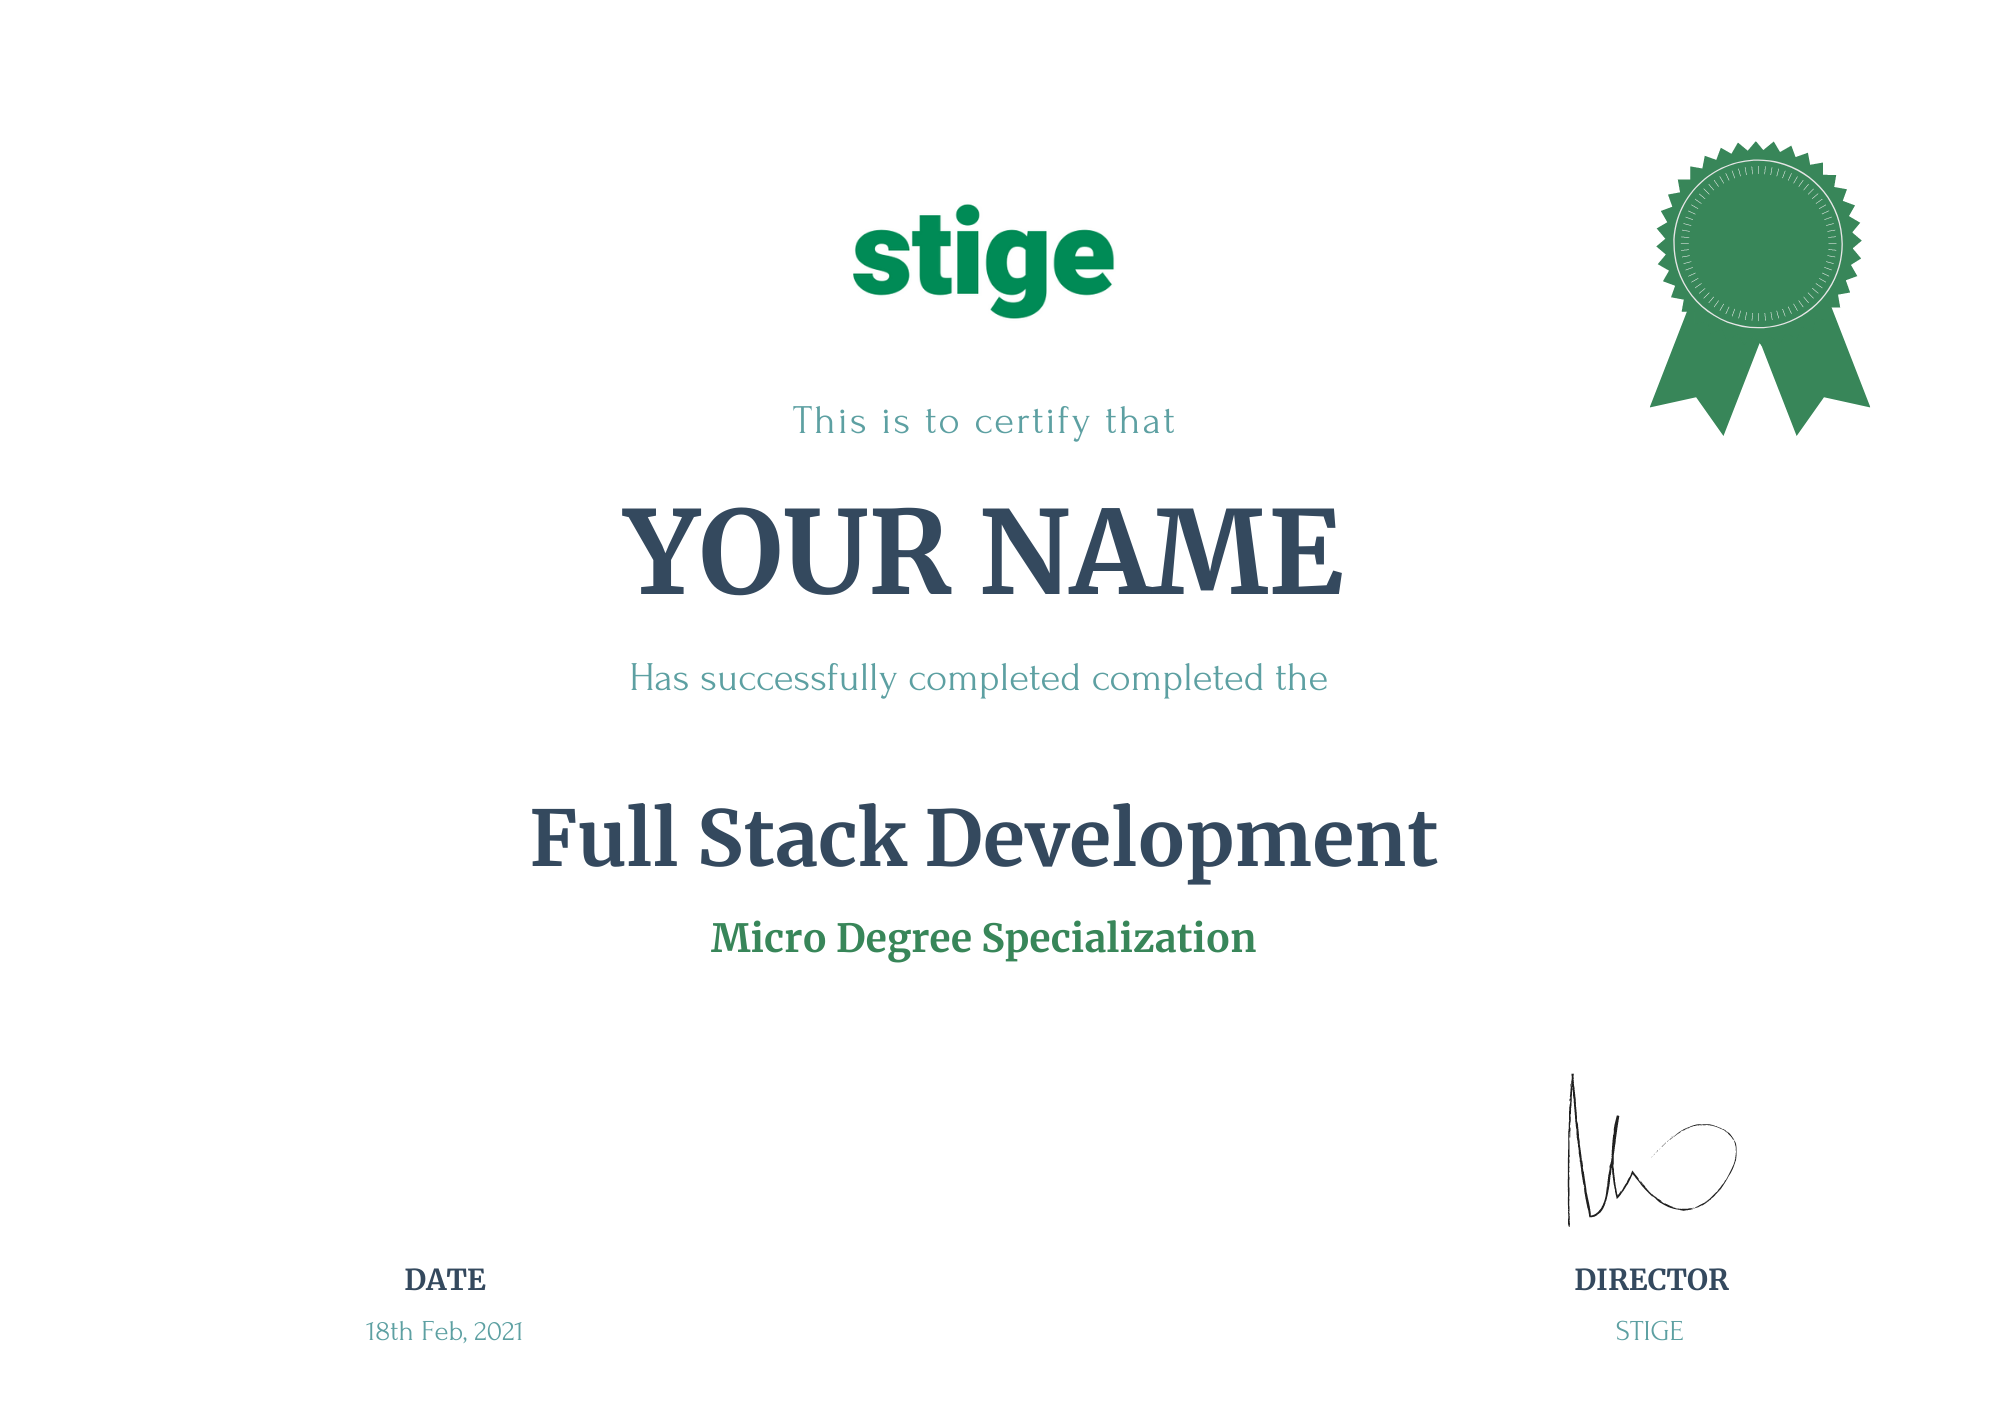 stige
This is to certify that
YOUR NAME
Has successfully completed completed the
Full Stack Development
Micro Degree Specialization
DATE
18th Feb, 2021
DIRECTOR
STIGE